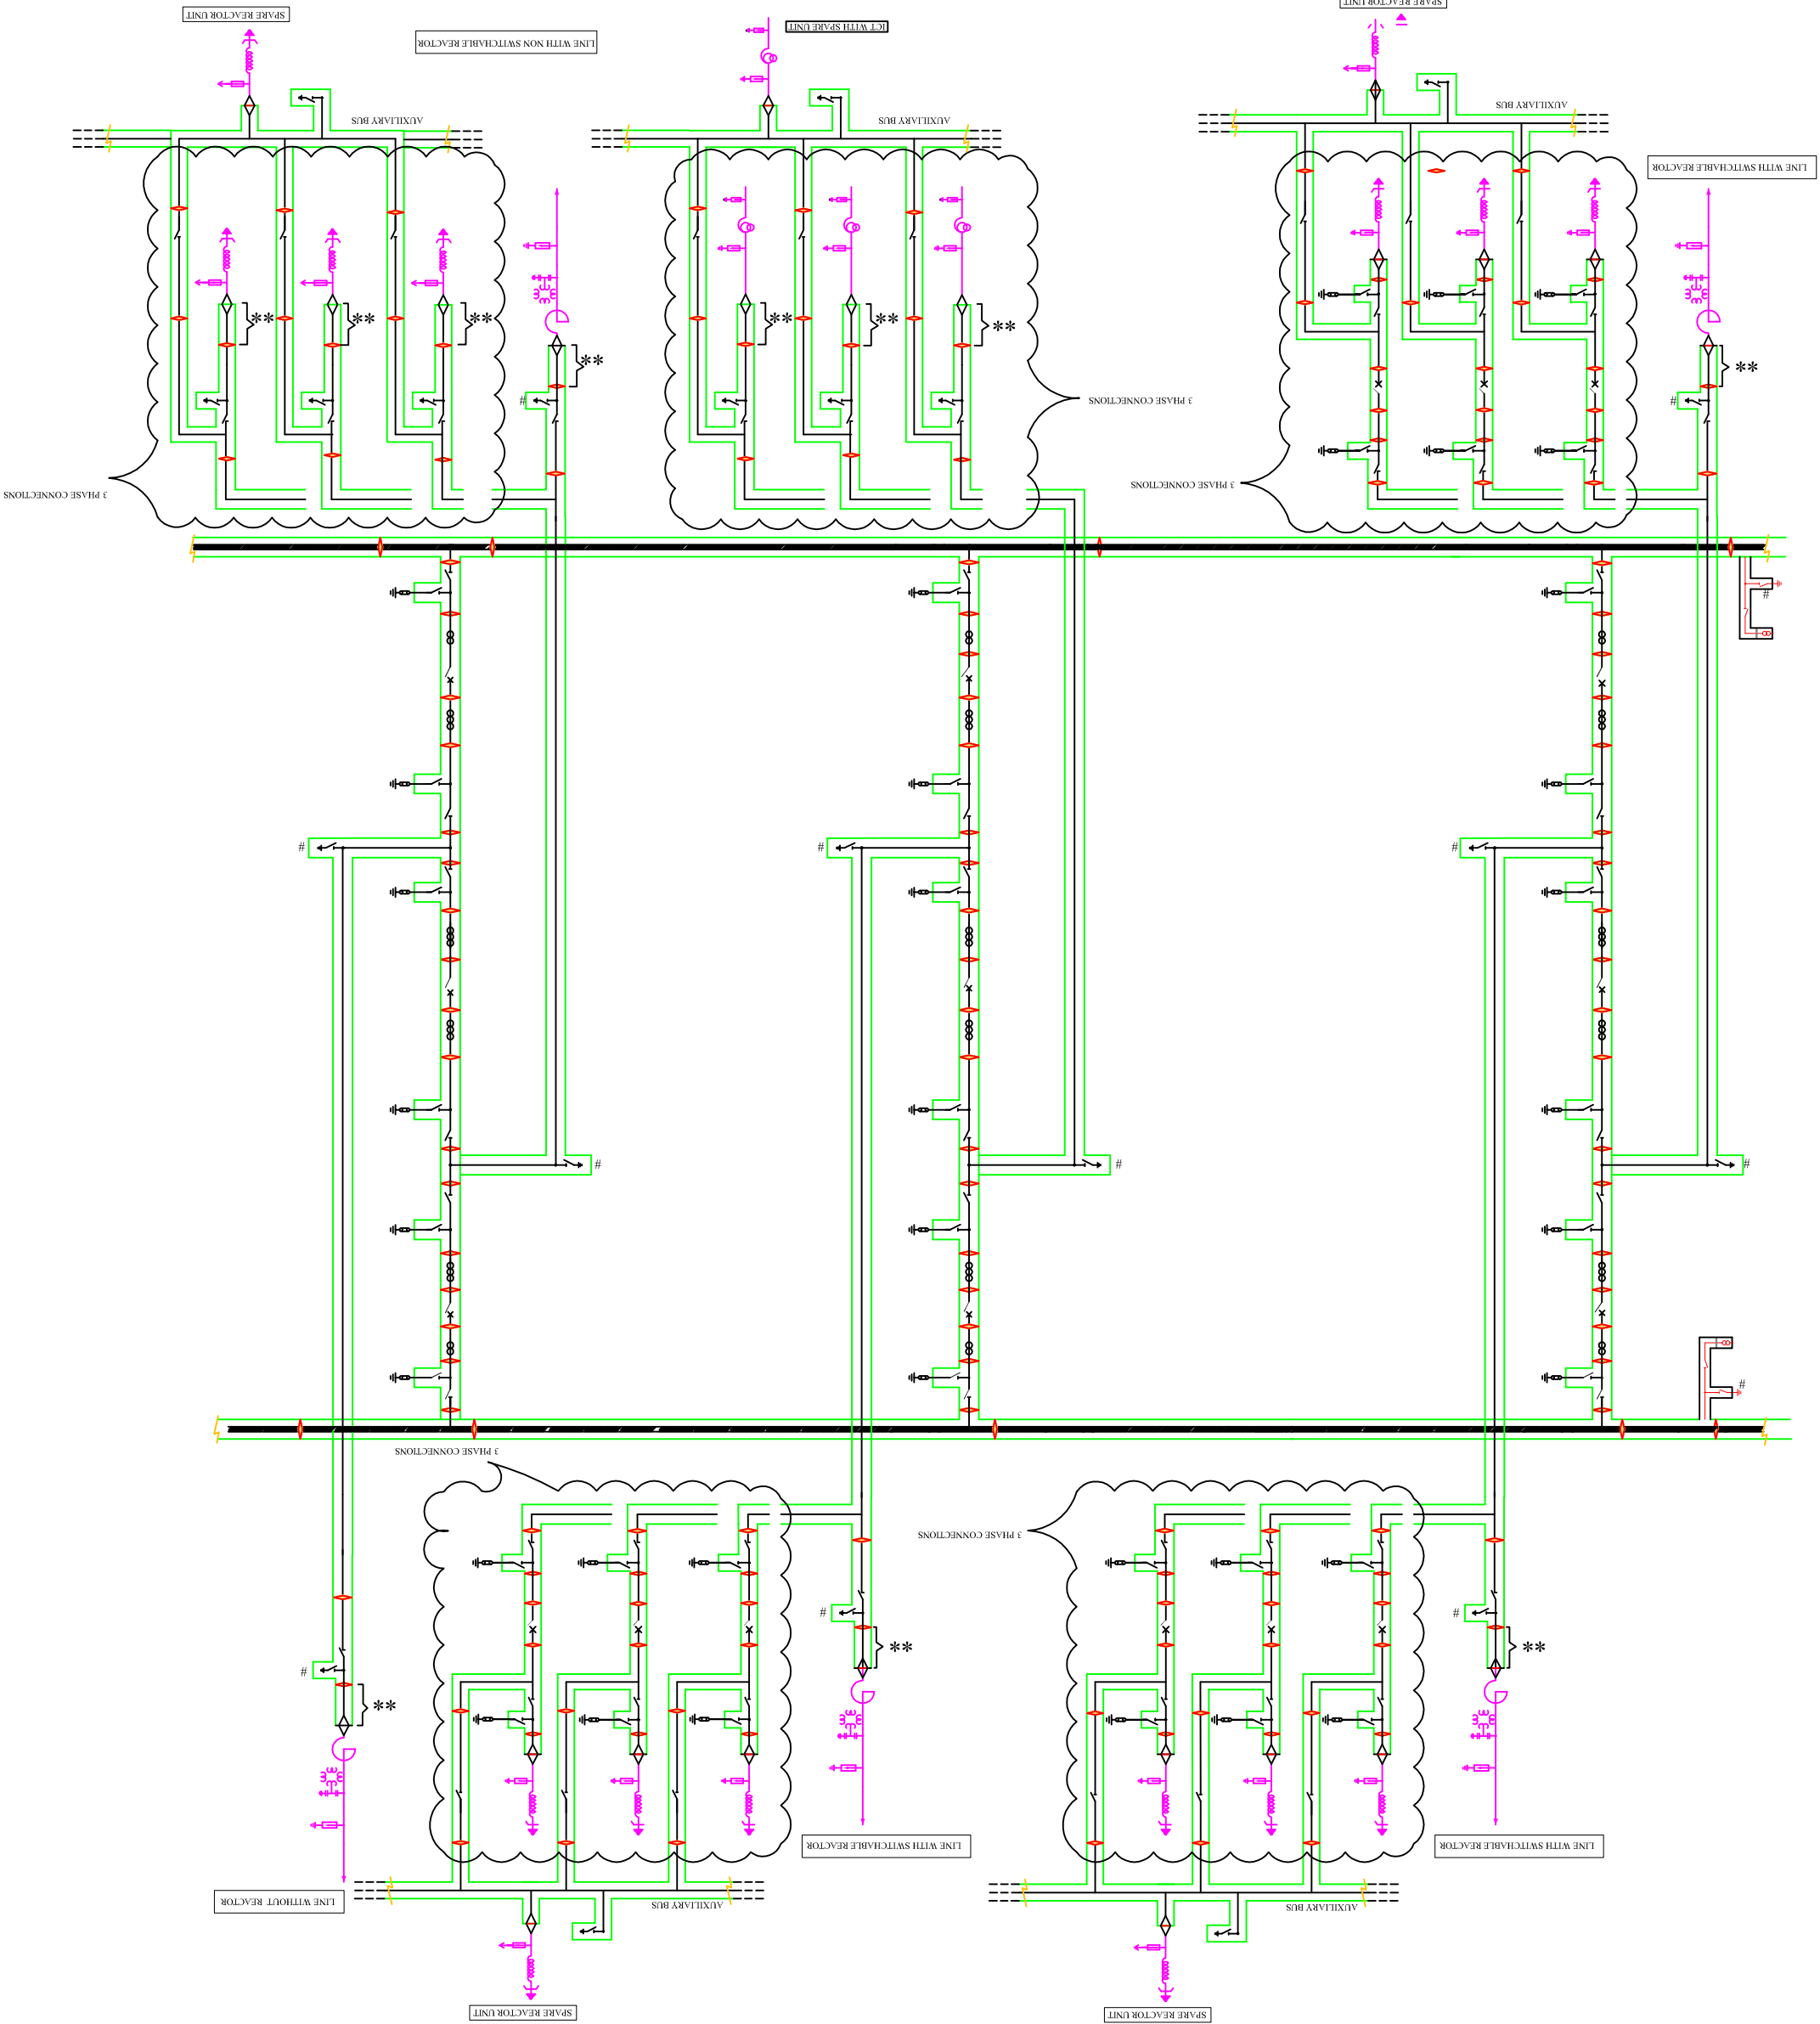 SPARE REACTOR UNIT
LINE WITH NON SWITCHABLE REACTOR
ICT WITH SPARE UNIT
SPARE REACTOR UNIT
AUXILIARY BUS
AUXILIARY BUS
AUXILIARY BUS
LINE WITH SWITCHABLE REACTOR
**
**
**
**
**
**
**
**
#
#
3 PHASE CONNECTIONS
3 PHASE CONNECTIONS
3 PHASE CONNECTIONS
#
#
#
#
#
#
#
#
3 PHASE CONNECTIONS
3 PHASE CONNECTIONS
#
#
#
**
**
**
LINE WITH SWITCHABLE REACTOR
LINE WITH SWITCHABLE REACTOR
LINE WITHOUT REACTOR
AUXILIARY BUS
AUXILIARY BUS
SPARE REACTOR UNIT
SPARE REACTOR UNIT